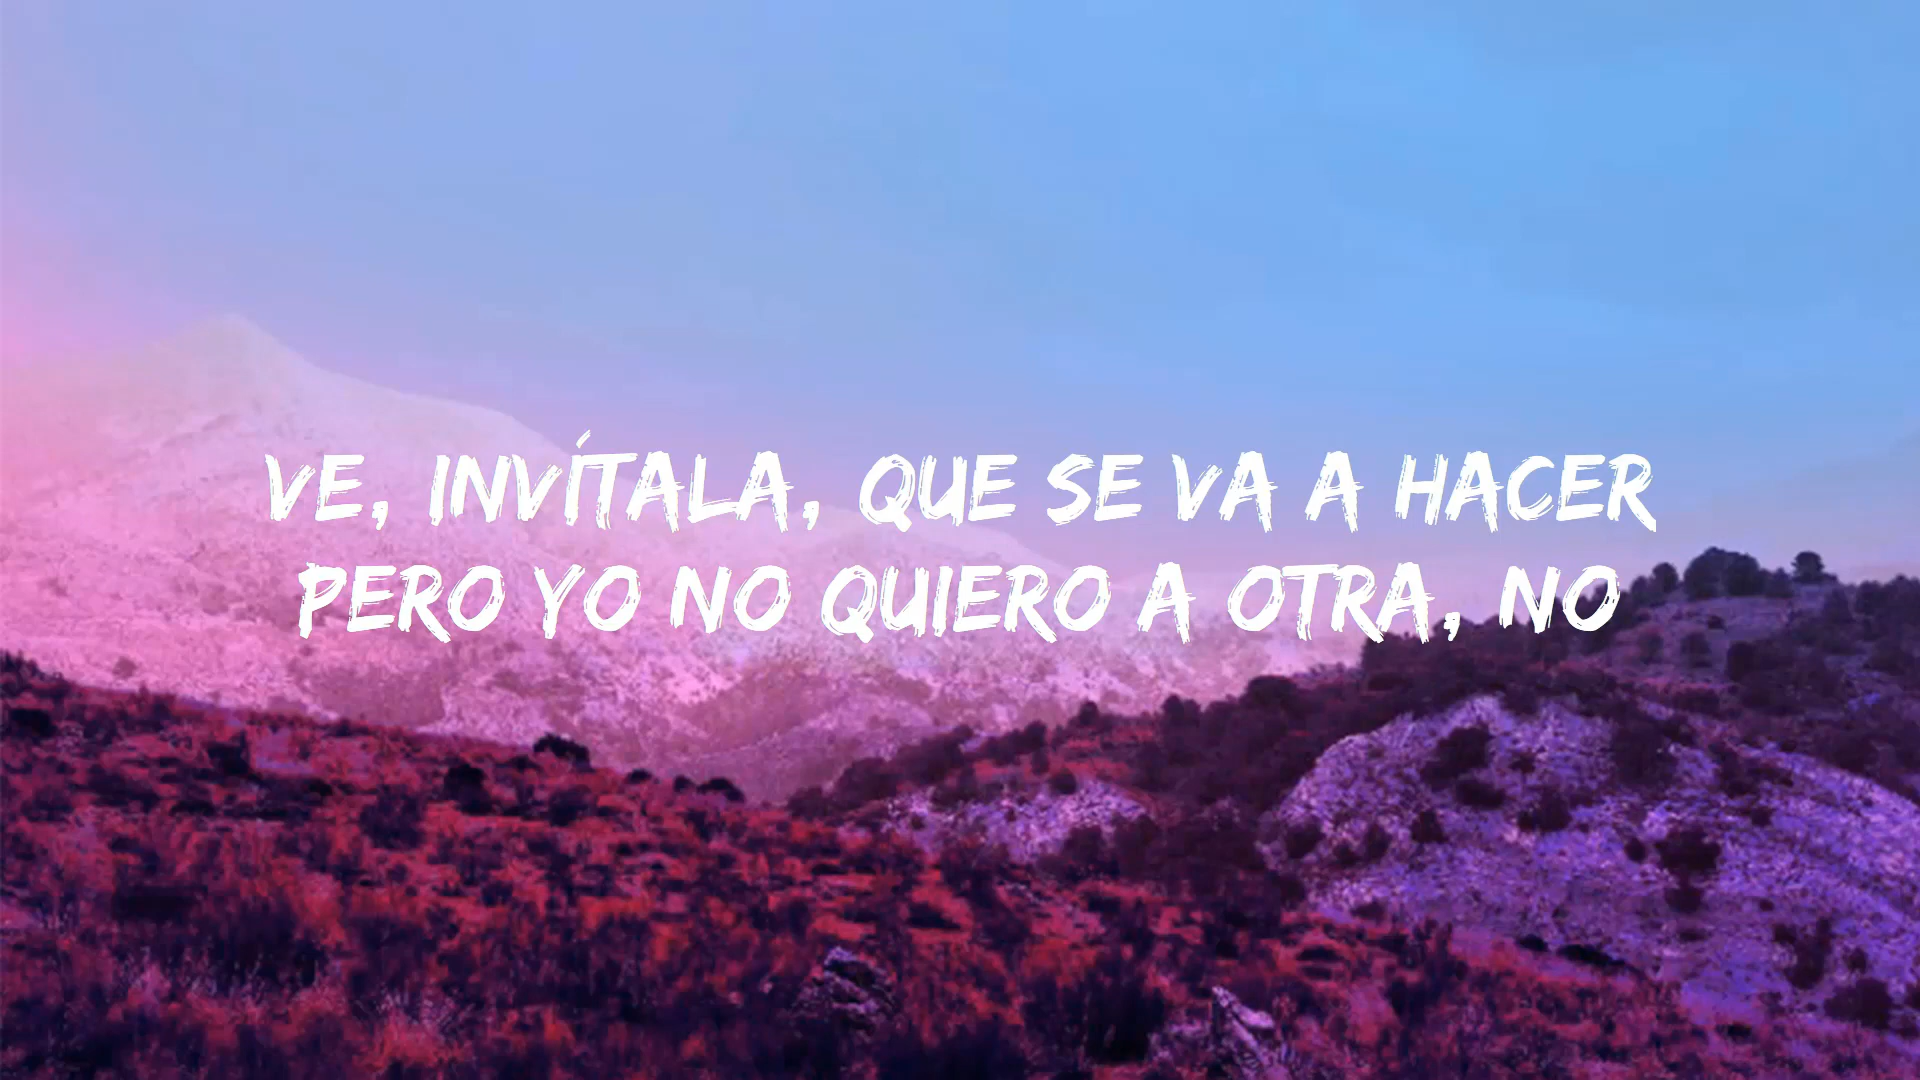 VE, INVÍTALA, QUE SE VA A HACER
PERO YO NO QUIERO A OTRA, NO